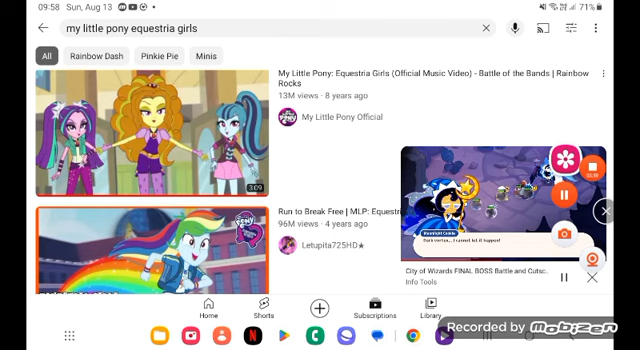 09:58 Sun, Aug 13
71%
my little pony equestria girls
All
Rainbow Dash
Pinkie Pie
Minis
My Little Pony: Equestria Girls (Official Music Video) - Battle of the Bands | Rainbow
Rocks
13M views · 8 years ago
My Little Pony Official
3:09
Run to Break Free | MLP: Equestri
96M views · 4 years ago
Letupita725HD★
Moonlight Cookie
Dark vortex... I cannot let it happen!
City of Wizards FINAL BOSS Battle and Cutsc..
Info Tools
Home
Shorts
Subscriptions
Library
Recorded by Mobizen